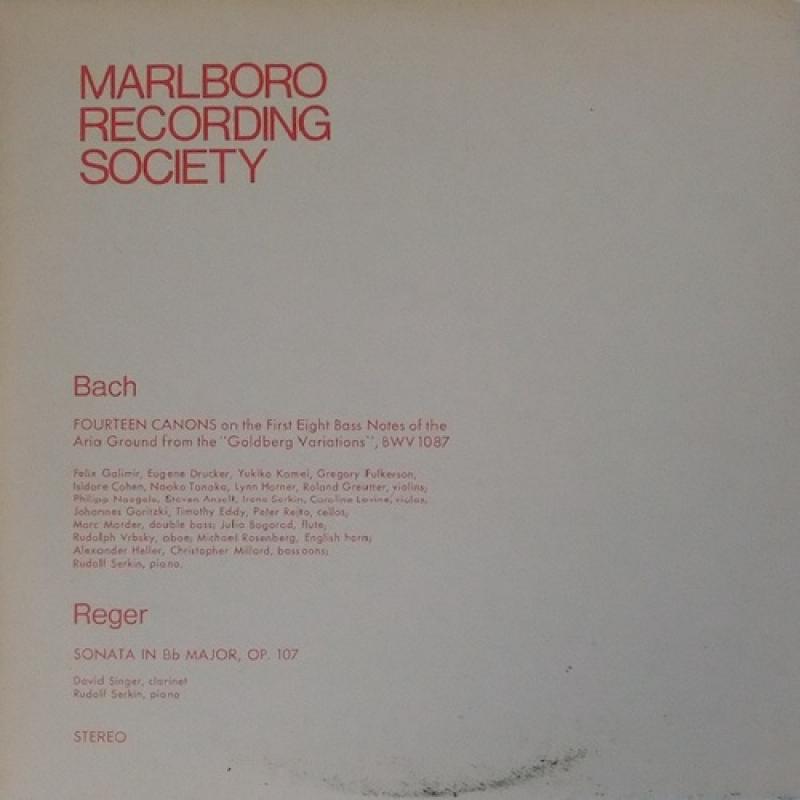 MARLBORO
RECORDING
SOCIETY
Bach
FOURTEEN CANONS on the First Eight Bass Notes of the
Aria Ground from the "Goldberg Variations", BWV 1087
Felix Galimir, Eugene Drucker, Yukiko Kamei, Gregory Fulkerson,
Isidore Cohen, Naoko Tanaka, Lynn Horner, Roland Greutter, violins;
Philipp Naegele, Steven Ansell, Irene Serkin, Caroline Levine, violas;
Johannes Goritzki, Timothy Eddy, Peter Rejto, cellos;
Marc Marder, double bass; Julia Bogorad, flute;
Rudolph Vrbsky, oboe; Michael Rosenberg, English horn;
Alexander Heller, Christopher Millard, bassoons;
Rudolf Serkin, piano.
Reger
SONATA IN Bb MAJOR, OP. 107
David Singer, clarinet
Rudolf Serkin, piano
STEREO